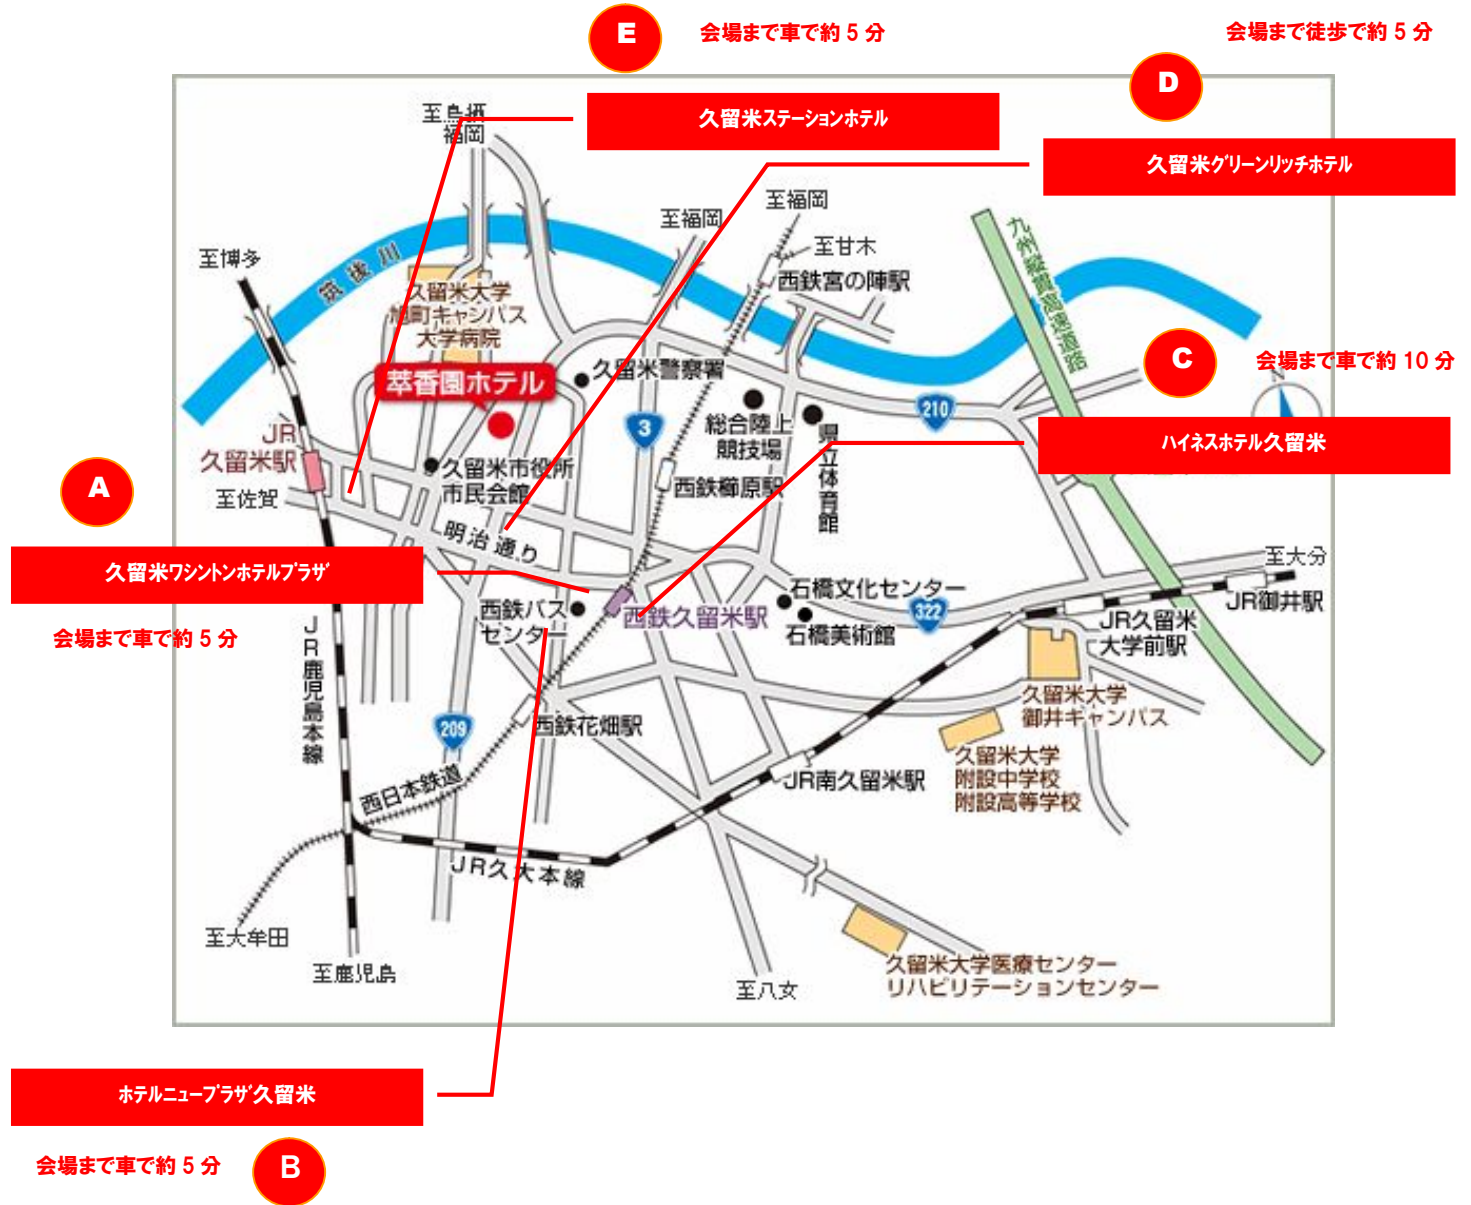 E
会場まで車で約 5 分
会場まで徒歩で約 5 分
D
久留米ステーションホテル
久留米グリーンリッチホテル
至鳥栖
福岡
至福岡
至福岡
至甘木
九州縦貫高速道路
至博多
筑後川
西鉄宮の陣駅
久留米大学
旭町キャンパス
大学病院
C
会場まで車で約 10 分
久留米警察署
萃香園ホテル
N
210
3
総合陸上
競技場
県立体育館
JR
久留米駅
ハイネスホテル久留米
久留米市役所
市民会館
西鉄櫛原駅
A
至佐賀
明治通り
至大分
久留米ワシントンホテルプラザ
石橋文化センター
JR御井駅
西鉄バス
センター
西鉄久留米駅
322
JR久留米
大学前駅
石橋美術館
会場まで車で約 5 分
JR鹿児島本線
久留米大学
御井キャンパス
209
西鉄花畑駅
久留米大学
附設中学校
附設高等学校
JR南久留米駅
西日本鉄道
JR久大本線
至大牟田
至鹿児島
久留米大学医療センター
リハビリテーションセンター
至八女
ホテルニュープラザ久留米
会場まで車で約 5 分
B